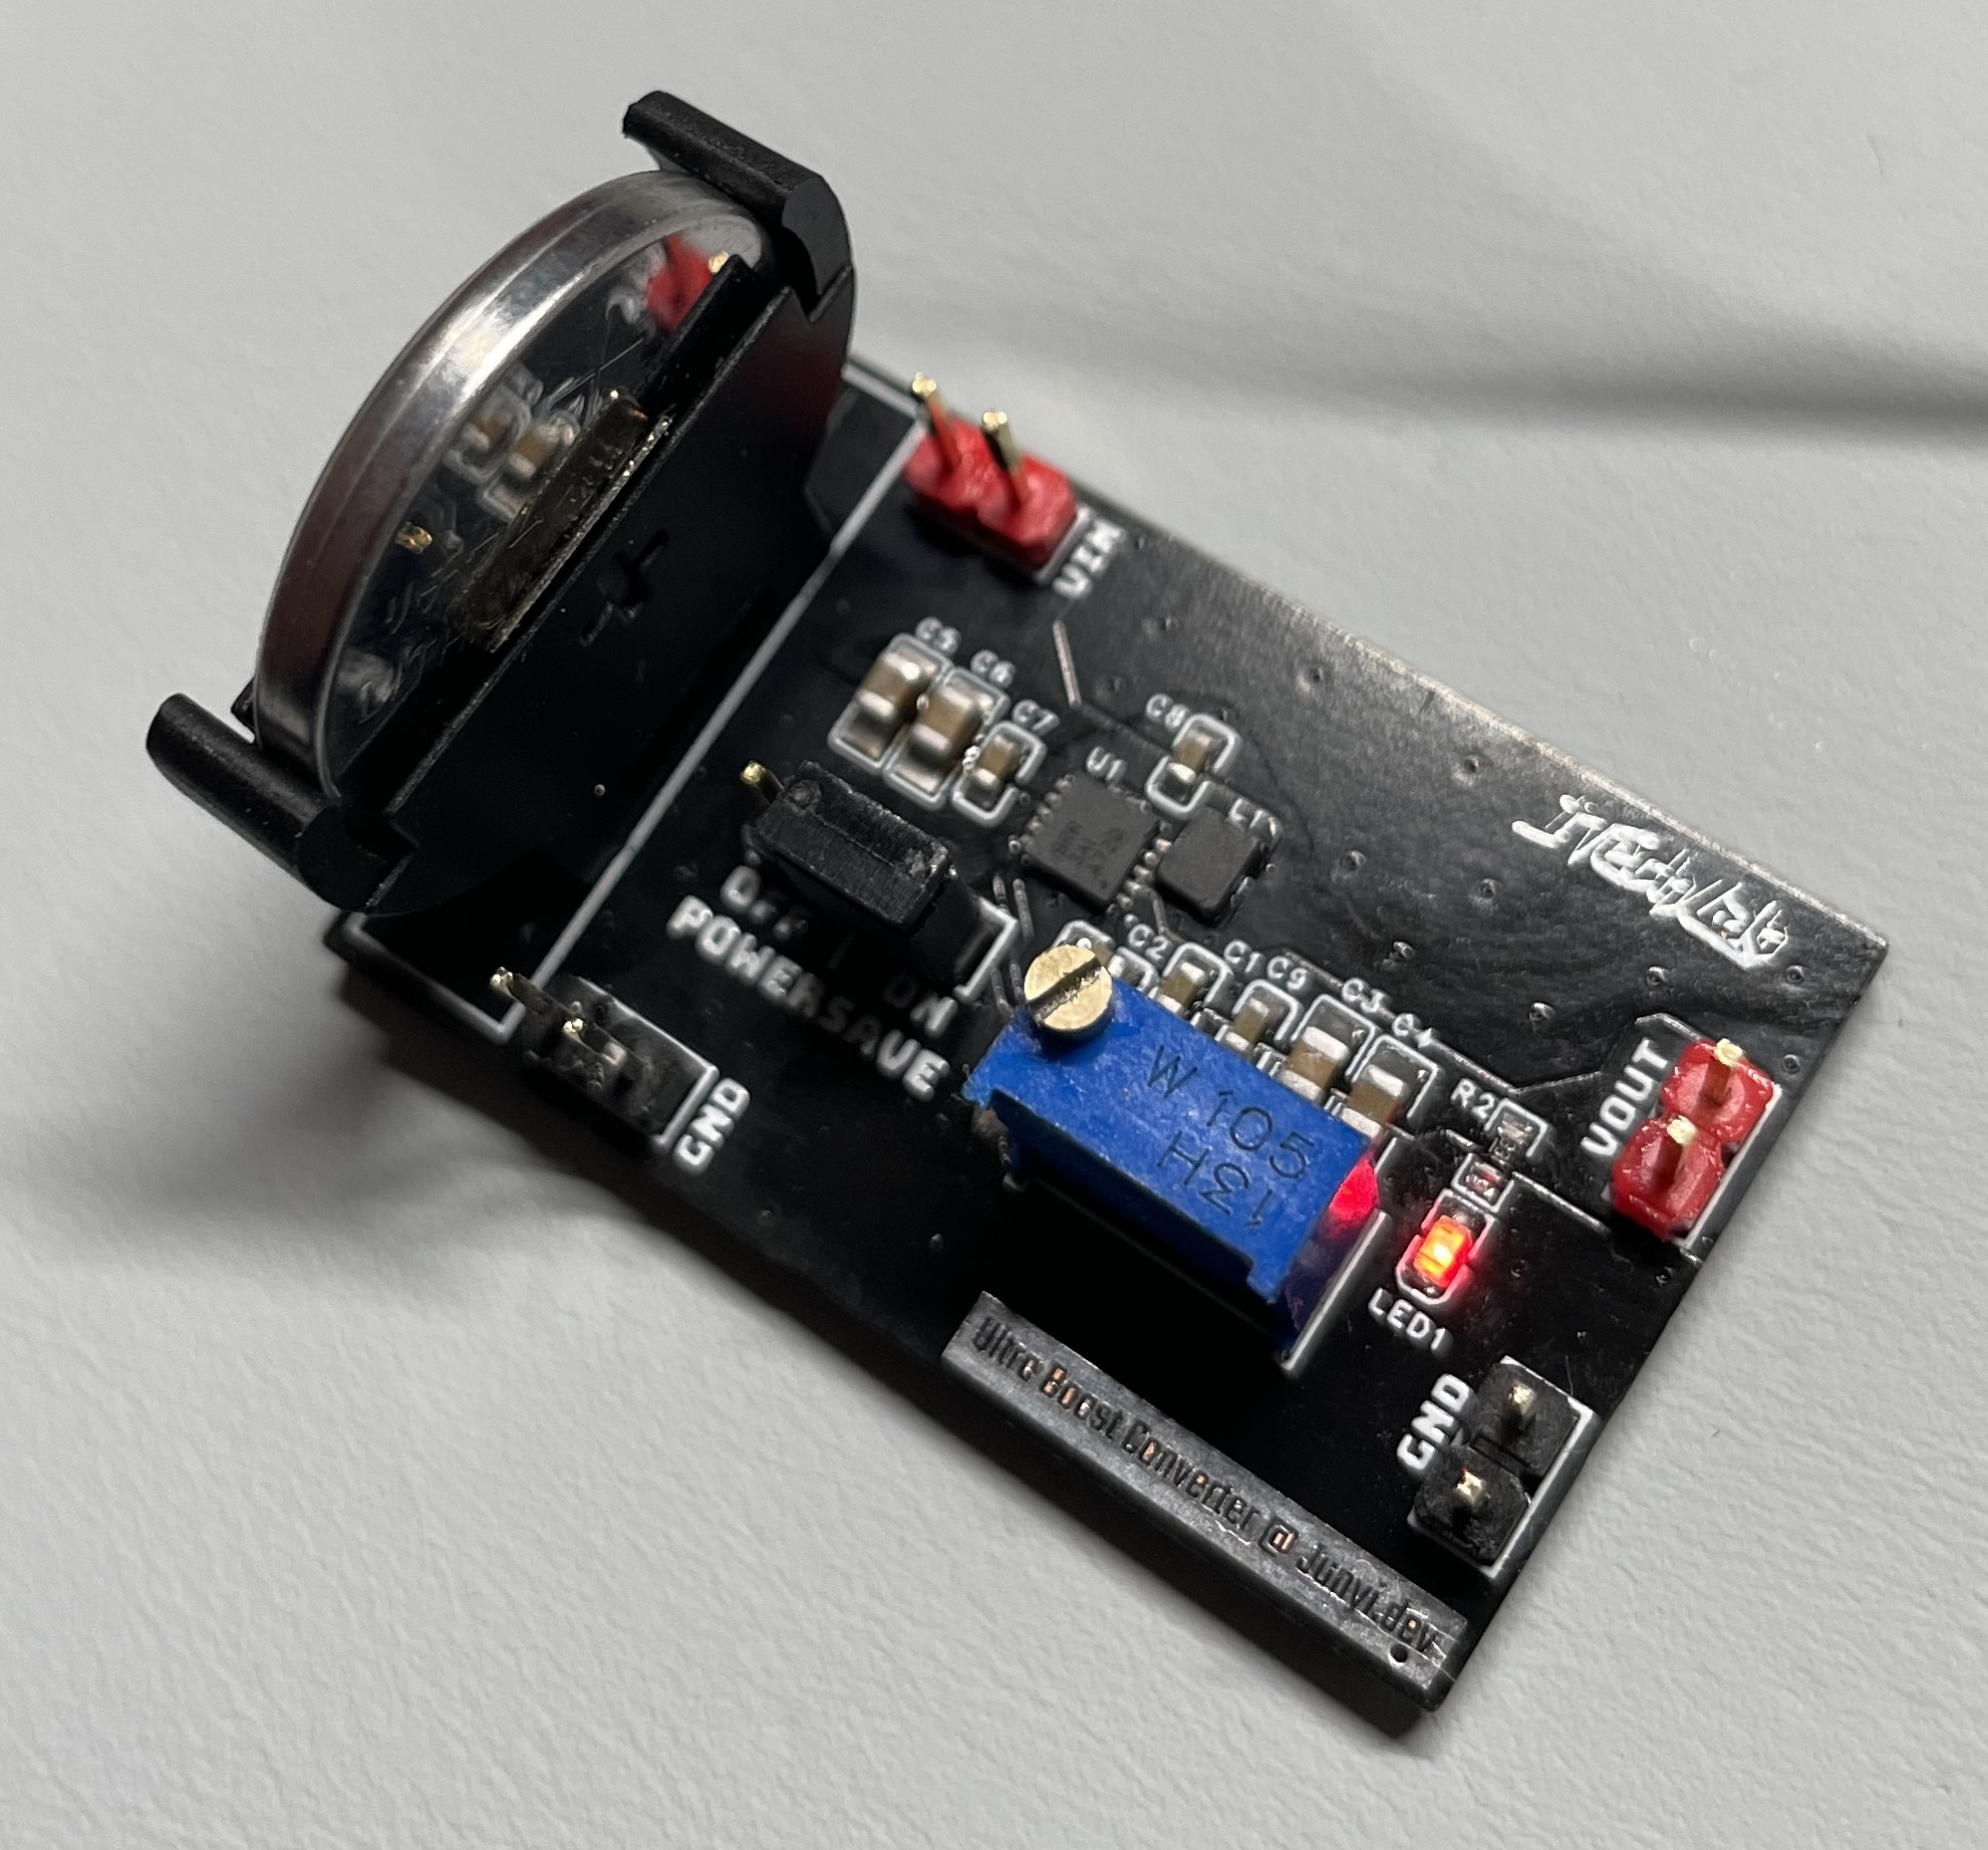 VIN
C5
C6
C7
C8
U1
L1
OFF | ON
POWERSAVE
GND
C2
C1
C9
C3
C4
W 105
H31
R2
VOUT
LED1
GND
Ultra Boost Converter @ Junyi.dev